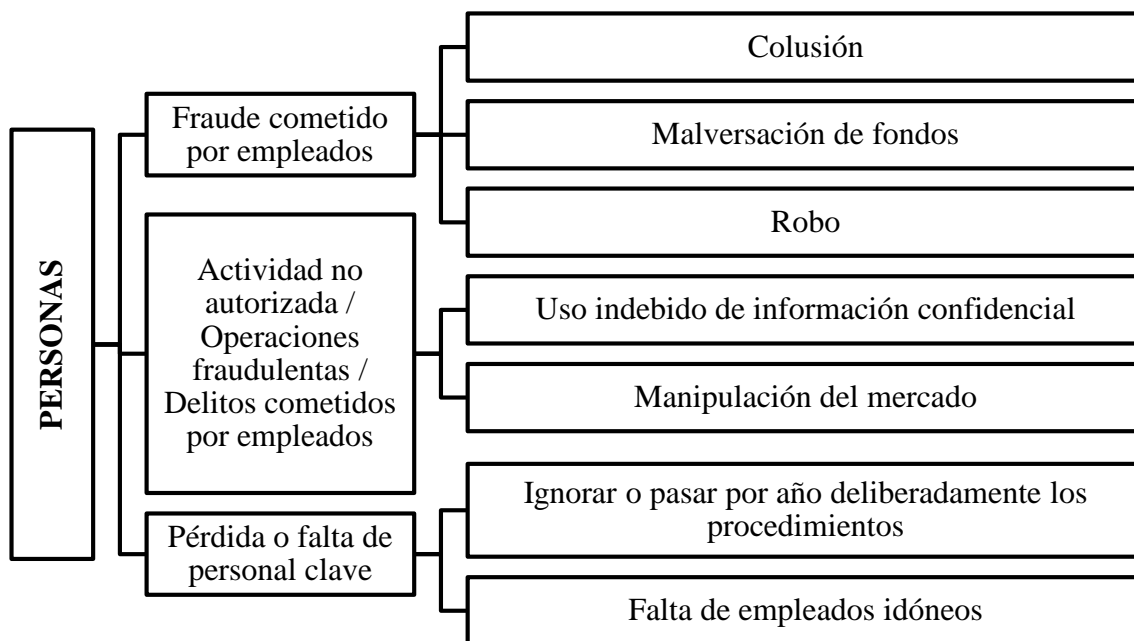 PERSONAS
Fraude cometido
por empleados
Colusión
Malversación de fondos
Robo
Actividad no
autorizada /
Operaciones
fraudulentas /
Delitos cometidos
por empleados
Uso indebido de información confidencial
Manipulación del mercado
Pérdida o falta de
personal clave
Ignorar o pasar por año deliberadamente los
procedimientos
Falta de empleados idóneos